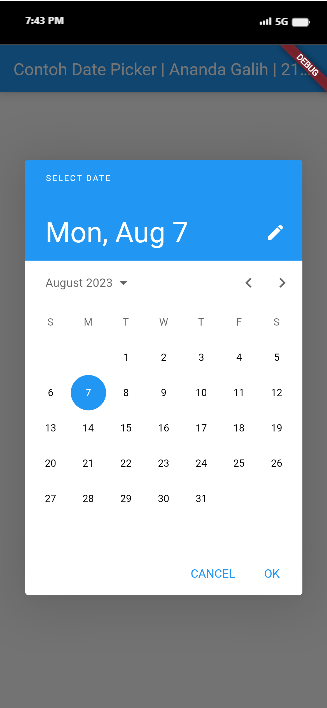 7:43 PM 5G
Contoh Date Picker | Ananda Galih | 21...
DEBUG
SELECT DATE
Mon, Aug 7
August 2023
S M T W T F S
1 2 3 4 5
6 7 8 9 10 11 12
13 14 15 16 17 18 19
20 21 22 23 24 25 26
27 28 29 30 31
CANCEL OK